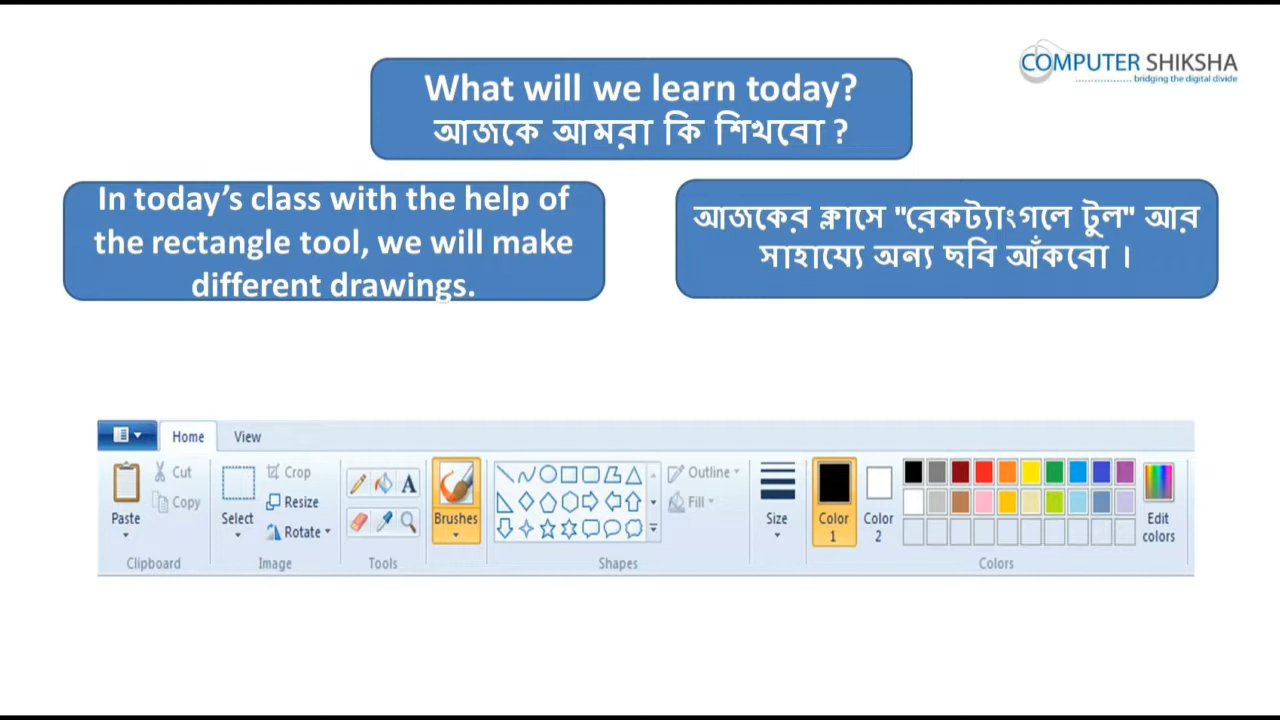 COMPUTER SHIKSHA
bridging the digital divide
What will we learn today?
আজকে আমরা কি শিখবো ?
In today’s class with the help of
the rectangle tool, we will make
different drawings.
আজকের ক্লাসে "রেকট্যাংগলে টুল" আর
সাহায্যে অন্য ছবি আঁকবো ।
Home View
Paste
Cut
Copy
Clipboard
Select
Crop
Resize
Rotate
Image
A
Tools
Brushes
Outline
Fill
Shapes
Size
Color
1
Color
2
Edit
colors
Colors